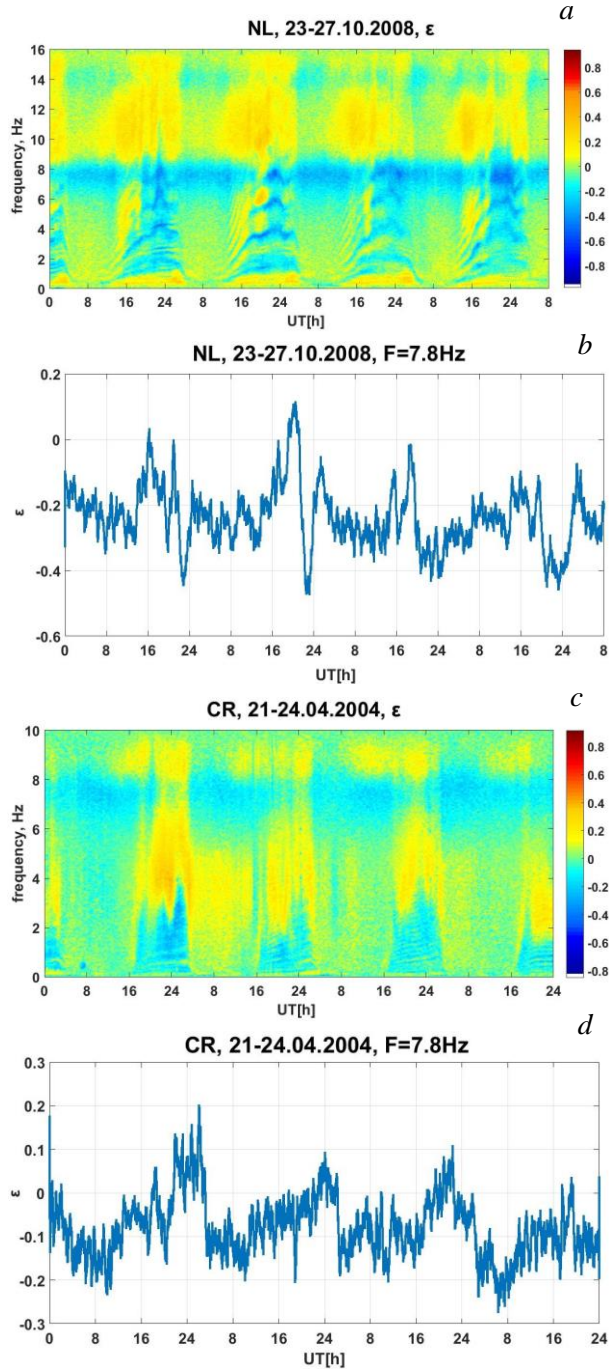 a
NL, 23-27.10.2008, ε
16
14
12
10
8
6
4
2
0
frequency, Hz
0 8 16 24 8 16 24 8 16 24 8 16 24 8
UT[h]
0.8
0.6
0.4
0.2
0
-0.2
-0.4
-0.6
-0.8
b
NL, 23-27.10.2008, F=7.8Hz
0.2
0
-0.2
-0.4
-0.6
ε
0 8 16 24 8 16 24 8 16 24 8 16 24 8
UT[h]
c
CR, 21-24.04.2004, ε
10
8
6
4
2
0
frequency, Hz
0 8 16 24 8 16 24 8 16 24 8 16 24
UT[h]
0.8
0.6
0.4
0.2
0
-0.2
-0.4
-0.6
-0.8
d
CR, 21-24.04.2004, F=7.8Hz
0.3
0.2
0.1
0
-0.1
-0.2
-0.3
ε
0 8 16 24 8 16 24 8 16 24 8 16 24
UT[h]